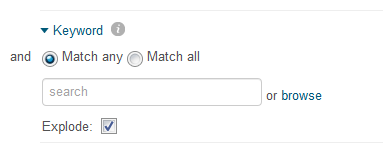 Keyword i
and Match any Match all
search or browse
Explode: